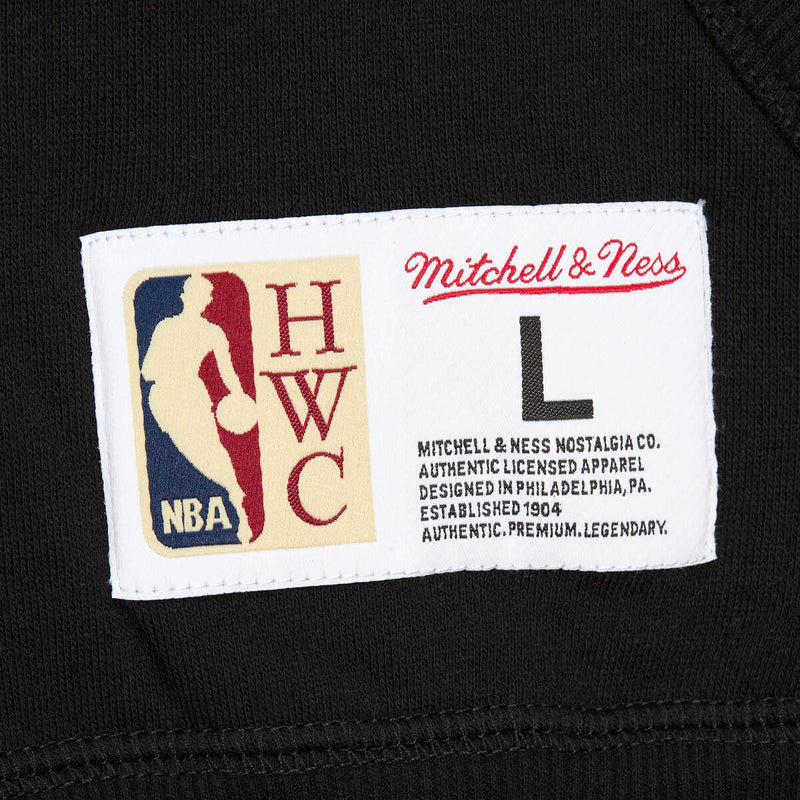 NBA
H
W
C
Mitchell & Ness
L
MITCHELL & NESS NOSTALGIA CO.
AUTHENTIC LICENSED APPAREL
DESIGNED IN PHILADELPHIA, PA.
ESTABLISHED 1904
AUTHENTIC. PREMIUM. LEGENDARY.